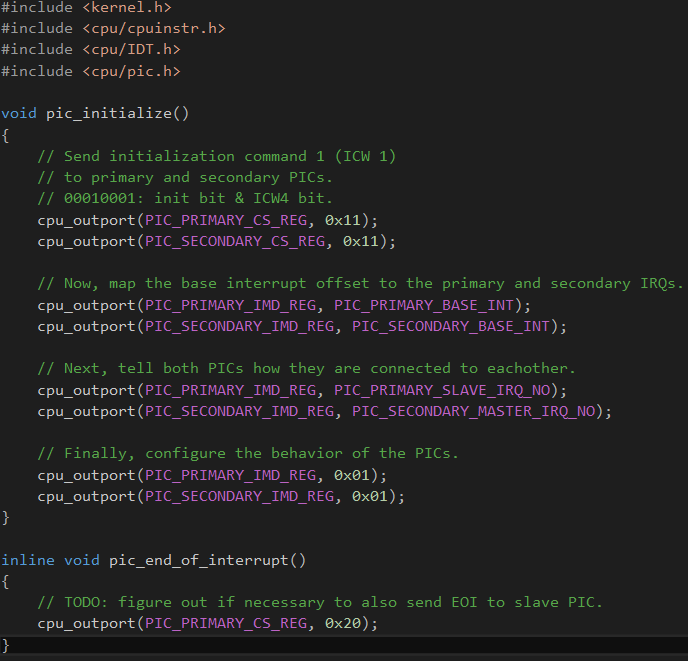 #include <kernel.h>
#include <cpu/cpuinstr.h>
#include <cpu/IDT.h>
#include <cpu/pic.h>
void pic_initialize()
{
// Send initialization command 1 (ICW 1)
// to primary and secondary PICs.
// 00010001: init bit & ICW4 bit.
cpu_outport(PIC_PRIMARY_CS_REG, 0x11);
cpu_outport(PIC_SECONDARY_CS_REG, 0x11);
// Now, map the base interrupt offset to the primary and secondary IRQs.
cpu_outport(PIC_PRIMARY_IMD_REG, PIC_PRIMARY_BASE_INT);
cpu_outport(PIC_SECONDARY_IMD_REG, PIC_SECONDARY_BASE_INT);
// Next, tell both PICs how they are connected to eachother.
cpu_outport(PIC_PRIMARY_IMD_REG, PIC_PRIMARY_SLAVE_IRQ_NO);
cpu_outport(PIC_SECONDARY_IMD_REG, PIC_SECONDARY_MASTER_IRQ_NO);
// Finally, configure the behavior of the PICs.
cpu_outport(PIC_PRIMARY_IMD_REG, 0x01);
cpu_outport(PIC_SECONDARY_IMD_REG, 0x01);
}
inline void pic_end_of_interrupt()
{
// TODO: figure out if necessary to also send EOI to slave PIC.
cpu_outport(PIC_PRIMARY_CS_REG, 0x20);
}